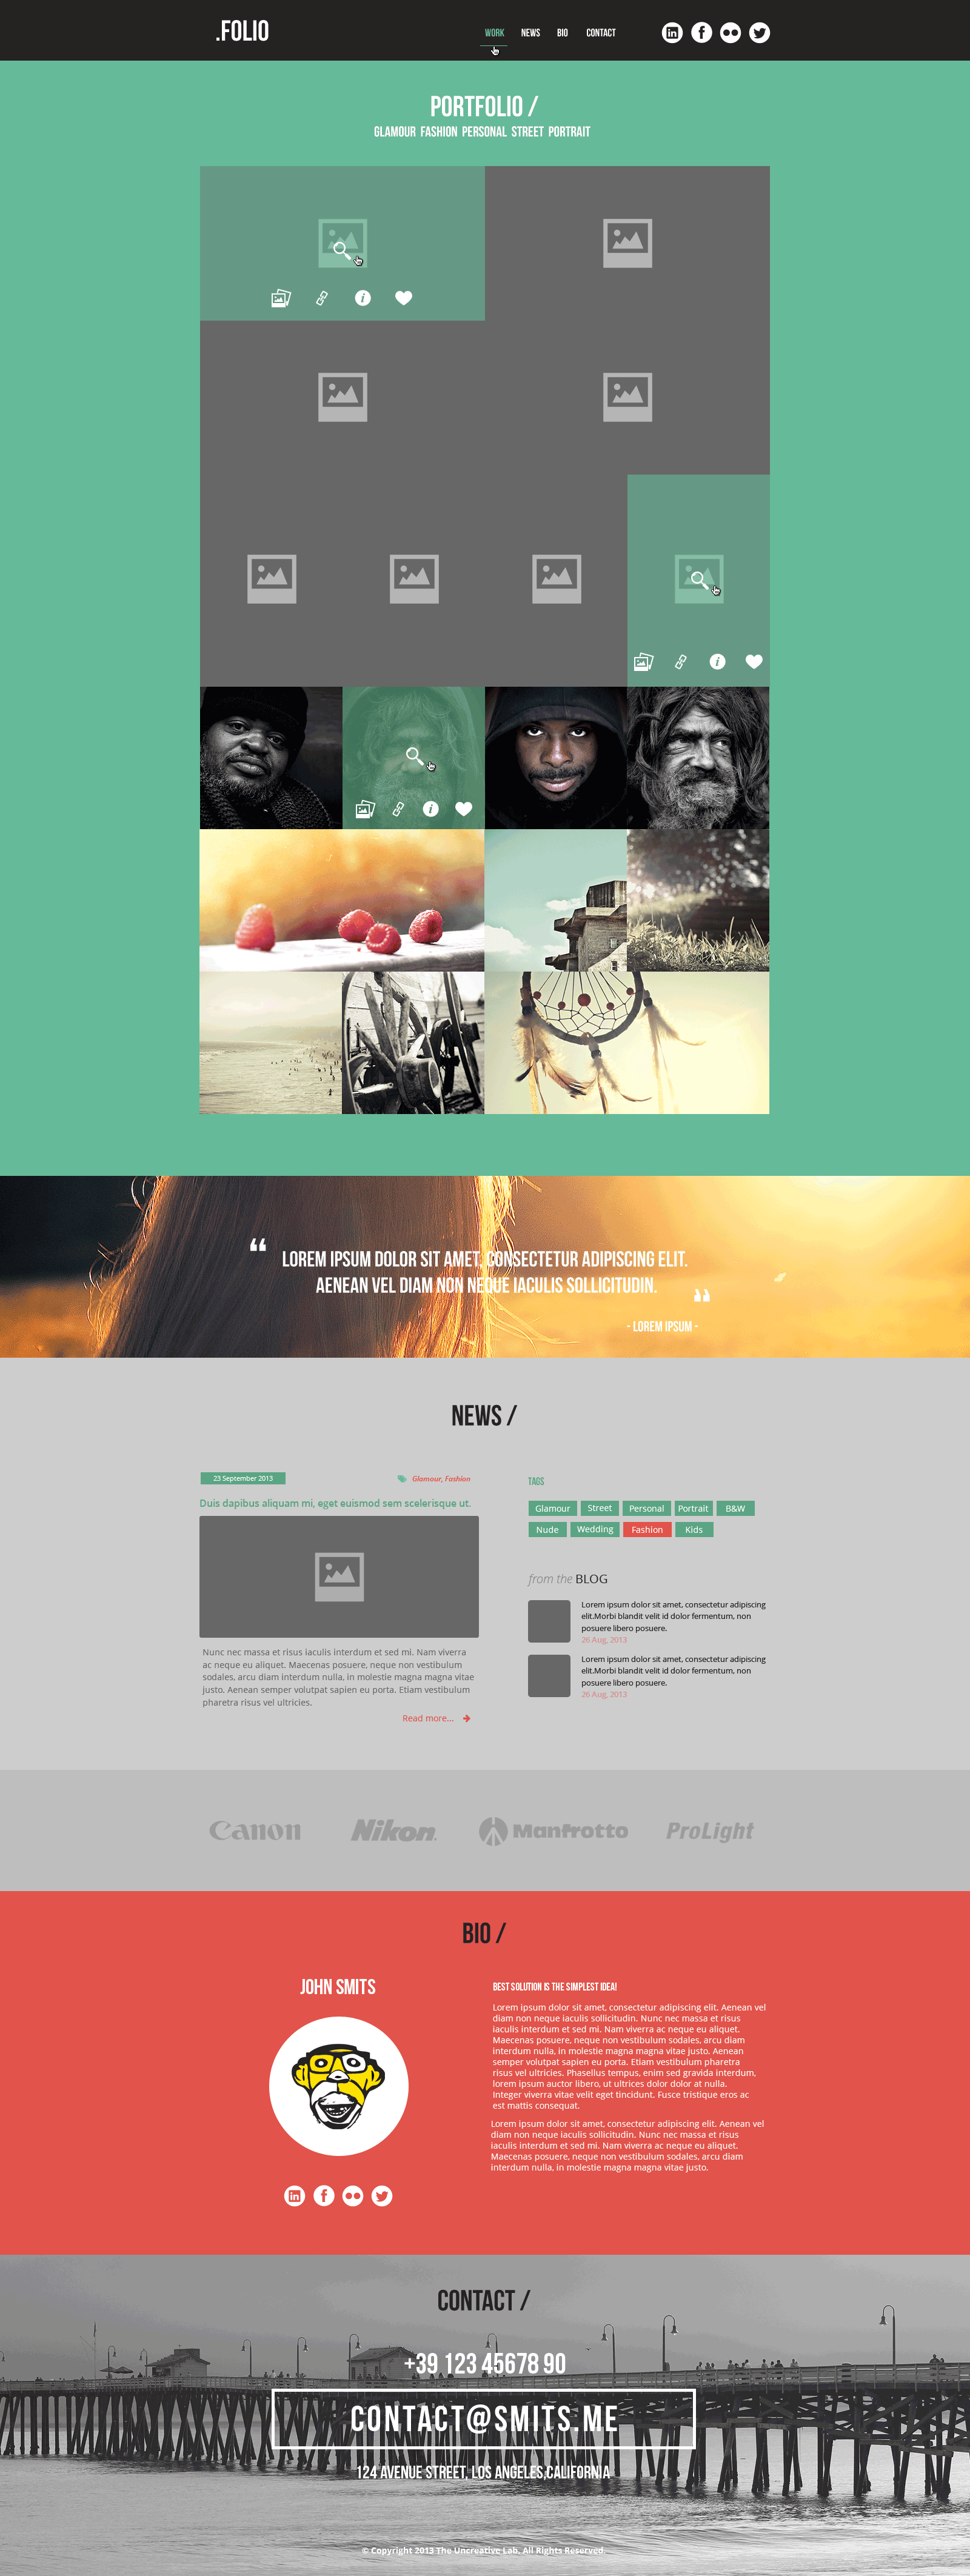 .FOLIO
WORK NEWS BIO CONTACT
PORTFOLIO /
GLAMOUR FASHION PERSONAL STREET PORTRAIT
“ LOREM IPSUM DOLOR SIT AMET, CONSECTETUR ADIPISCING ELIT.
AENEAN VEL DIAM NON NEQUE IACULIS SOLLICITUDIN. ”
- LOREM IPSUM -
NEWS /
23 September 2013
Glamour, Fashion
Duis dapibus aliquam mi, eget euismod sem scelerisque ut.
Nunc nec massa et risus iaculis interdum et sed mi. Nam viverra
ac neque eu aliquet. Maecenas posuere, neque non vestibulum
sodales, arcu diam interdum nulla, in molestie magna magna vitae
justo. Aenean semper volutpat sapien eu porta. Etiam vestibulum
pharetra risus vel ultricies.
Read more...
TAGS
Glamour Street Personal Portrait B&W
Nude Wedding Fashion Kids
from the BLOG
Lorem ipsum dolor sit amet, consectetur adipiscing
elit.Morbi blandit velit id dolor fermentum, non
posuere libero posuere.
26 Aug, 2013
Lorem ipsum dolor sit amet, consectetur adipiscing
elit.Morbi blandit velit id dolor fermentum, non
posuere libero posuere.
26 Aug, 2013
Canon Nikon. Manfrotto ProLight
BIO /
JOHN SMITS
BEST SOLUTION IS THE SIMPLEST IDEA!
Lorem ipsum dolor sit amet, consectetur adipiscing elit. Aenean vel
diam non neque iaculis sollicitudin. Nunc nec massa et risus
iaculis interdum et sed mi. Nam viverra ac neque eu aliquet.
Maecenas posuere, neque non vestibulum sodales, arcu diam
interdum nulla, in molestie magna magna vitae justo. Aenean
semper volutpat sapien eu porta. Etiam vestibulum pharetra
risus vel ultricies. Phasellus tempus, enim sed gravida interdum,
lorem ipsum auctor libero, ut ultrices dolor dolor at nulla.
Integer viverra vitae velit eget tincidunt. Fusce tristique eros ac
est mattis consequat.
Lorem ipsum dolor sit amet, consectetur adipiscing elit. Aenean vel
diam non neque iaculis sollicitudin. Nunc nec massa et risus
iaculis interdum et sed mi. Nam viverra ac neque eu aliquet.
Maecenas posuere, neque non vestibulum sodales, arcu diam
interdum nulla, in molestie magna magna vitae justo.
CONTACT /
+39 123 45678 90
CONTACT@SMITS.ME
124 AVENUE STREET, LOS ANGELES,CALIFORNIA
© Copyright 2013 The Uncreative Lab. All Rights Reserved.